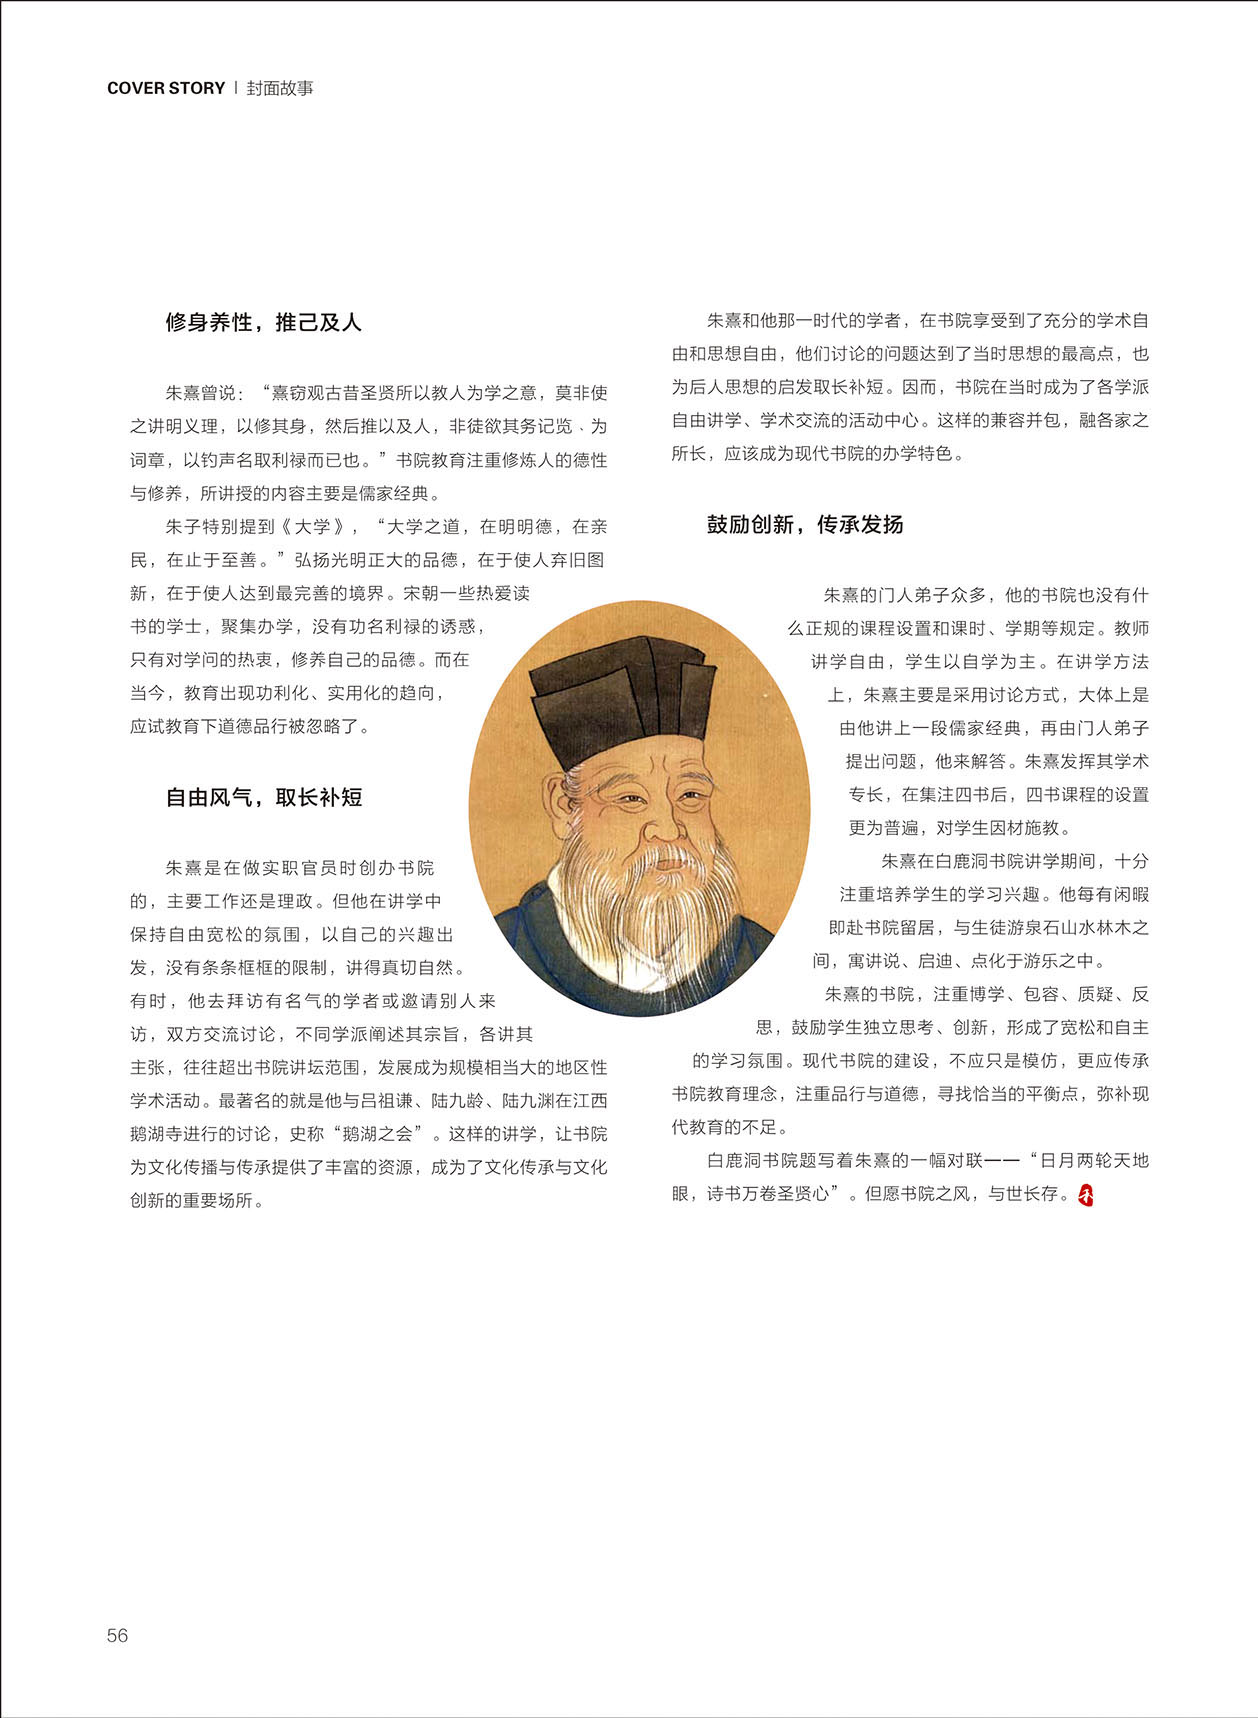 COVER STORY | 封面故事
修身养性，推己及人
朱熹曾说：“熹窃观古昔圣贤所以教人为学之意，莫非使
之讲明义理，以修其身，然后推以及人，非徒欲其务记览﹑为
词章，以钓声名取利禄而已也。”书院教育注重修炼人的德性
与修养，所讲授的内容主要是儒家经典。
朱子特别提到《大学》，“大学之道，在明明德，在亲
民，在止于至善。”弘扬光明正大的品德，在于使人弃旧图
新，在于使人达到最完善的境界。宋朝一些热爱读
书的学士，聚集办学，没有功名利禄的诱惑，
只有对学问的热衷，修养自己的品德。而在
当今，教育出现功利化、实用化的趋向，
应试教育下道德品行被忽略了。
自由风气，取长补短
朱熹是在做实职官员时创办书院
的，主要工作还是理政。但他在讲学中
保持自由宽松的氛围，以自己的兴趣出
发，没有条条框框的限制，讲得真切自然。
有时，他去拜访有名气的学者或邀请别人来
访，双方交流讨论，不同学派阐述其宗旨，各讲其
主张，往往超出书院讲坛范围，发展成为规模相当大的地区性
学术活动。最著名的就是他与吕祖谦、陆九龄、陆九渊在江西
鹅湖寺进行的讨论，史称“鹅湖之会”。这样的讲学，让书院
为文化传播与传承提供了丰富的资源，成为了文化传承与文化
创新的重要场所。
朱熹和他那一时代的学者，在书院享受到了充分的学术自
由和思想自由，他们讨论的问题达到了当时思想的最高点，也
为后人思想的启发取长补短。因而，书院在当时成为了各学派
自由讲学、学术交流的活动中心。这样的兼容并包，融各家之
所长，应该成为现代书院的办学特色。
鼓励创新，传承发扬
朱熹的门人弟子众多，他的书院也没有什
么正规的课程设置和课时、学期等规定。教师
讲学自由，学生以自学为主。在讲学方法
上，朱熹主要是采用讨论方式，大体上是
由他讲上一段儒家经典，再由门人弟子
提出问题，他来解答。朱熹发挥其学术
专长，在集注四书后，四书课程的设置
更为普遍，对学生因材施教。
朱熹在白鹿洞书院讲学期间，十分
注重培养学生的学习兴趣。他每有闲暇
即赴书院留居，与生徒游泉石山水林木之
间，寓讲说、启迪、点化于游乐之中。
朱熹的书院，注重博学、包容、质疑、反
思，鼓励学生独立思考、创新，形成了宽松和自主
的学习氛围。现代书院的建设，不应只是模仿，更应传承
书院教育理念，注重品行与道德，寻找恰当的平衡点，弥补现
代教育的不足。
白鹿洞书院题写着朱熹的一幅对联——“日月两轮天地
眼，诗书万卷圣贤心”。但愿书院之风，与世长存。
56